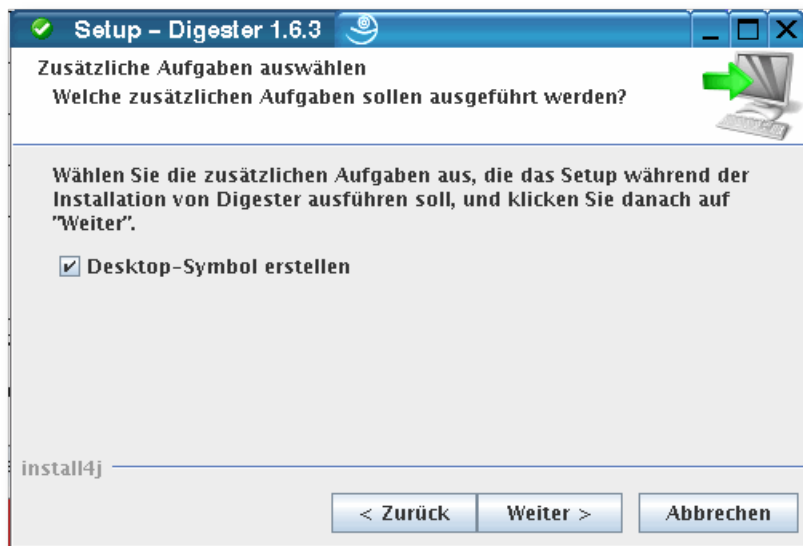 Setup – Digester 1.6.3
Zusätzliche Aufgaben auswählen
Welche zusätzlichen Aufgaben sollen ausgeführt werden?
Wählen Sie die zusätzlichen Aufgaben aus, die das Setup während der
Installation von Digester ausführen soll, und klicken Sie danach auf
"Weiter".
Desktop-Symbol erstellen
install4j
< Zurück
Weiter >
Abbrechen